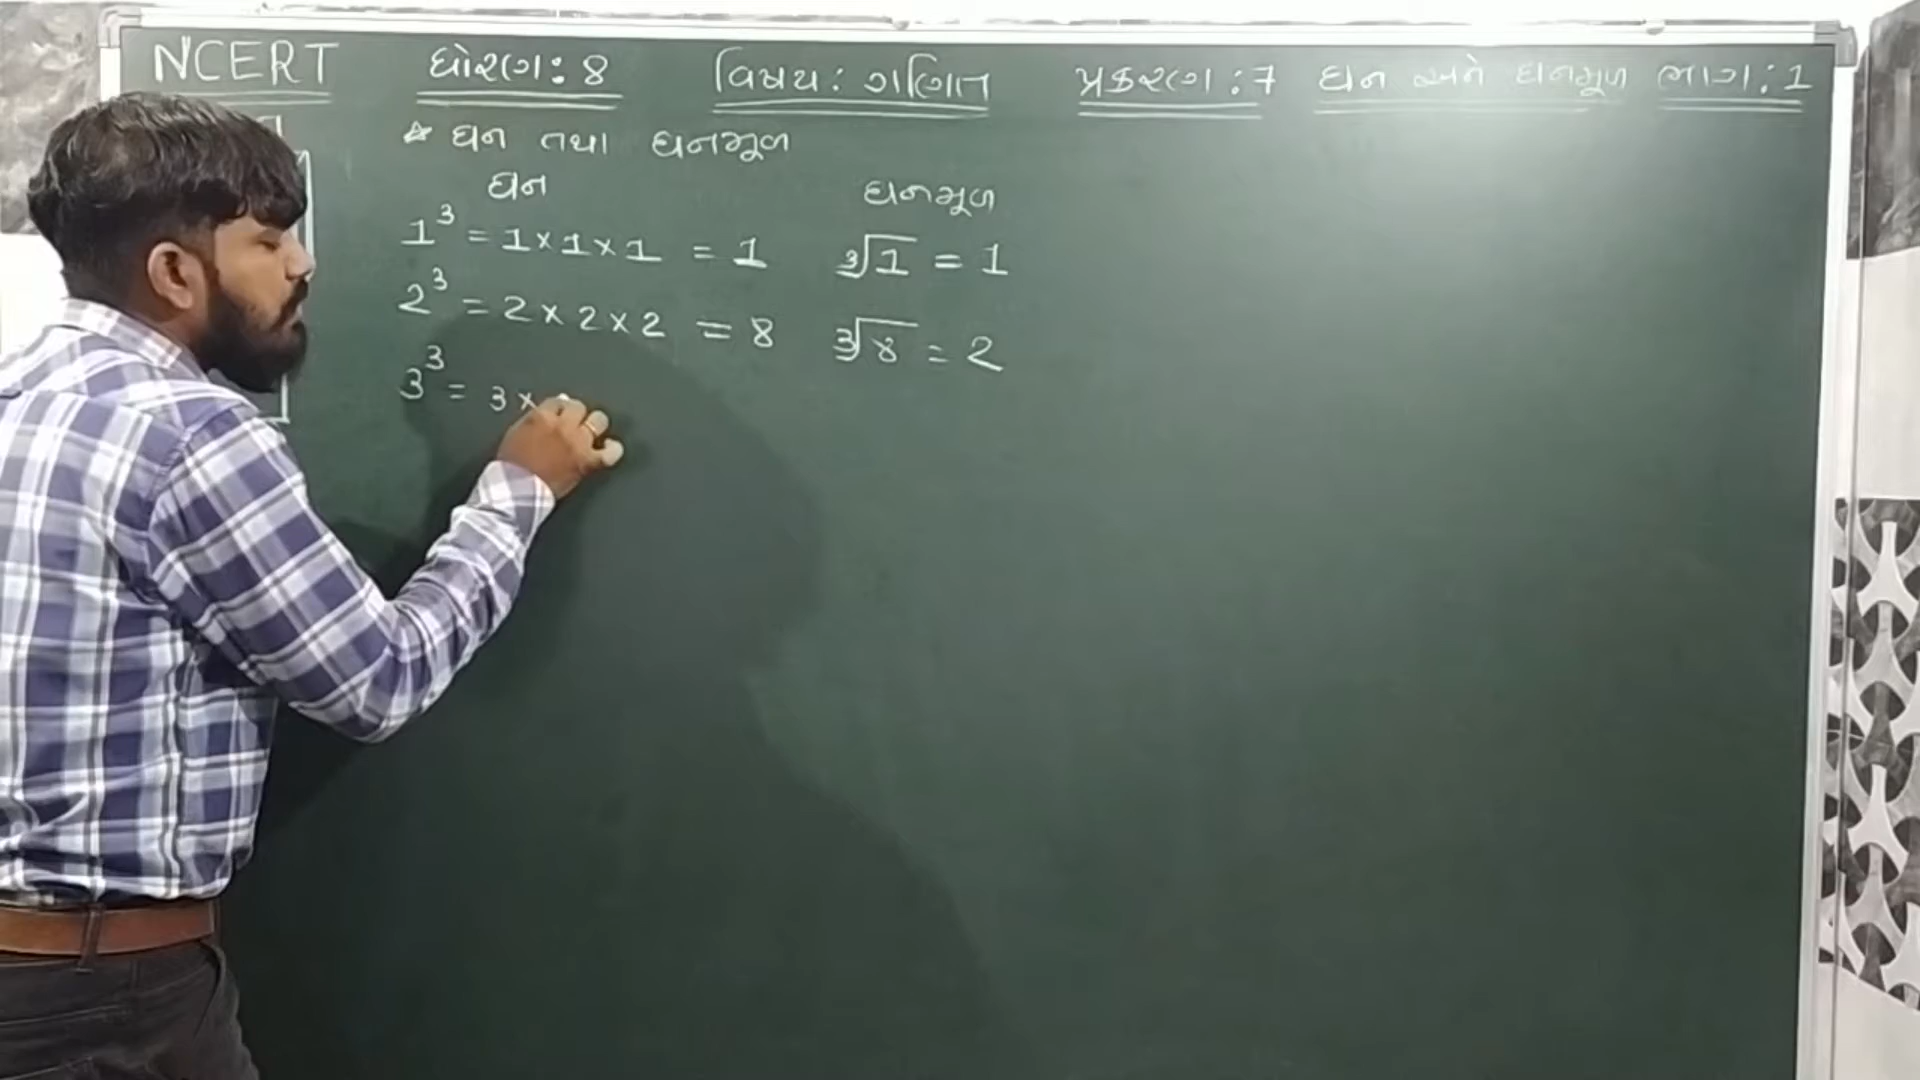 NCERT ધોરણ: 8 વિષય: ગણિત પ્રકરણ: 7 ઘન અને ઘનમૂળ ભાગ: 1
☆ ઘન તથા ઘનમૂળ
ઘન ઘનમૂળ
1³ = 1 × 1 × 1 = 1 ∛1 = 1
2³ = 2 × 2 × 2 = 8 ∛8 = 2
3³ = 3 ×